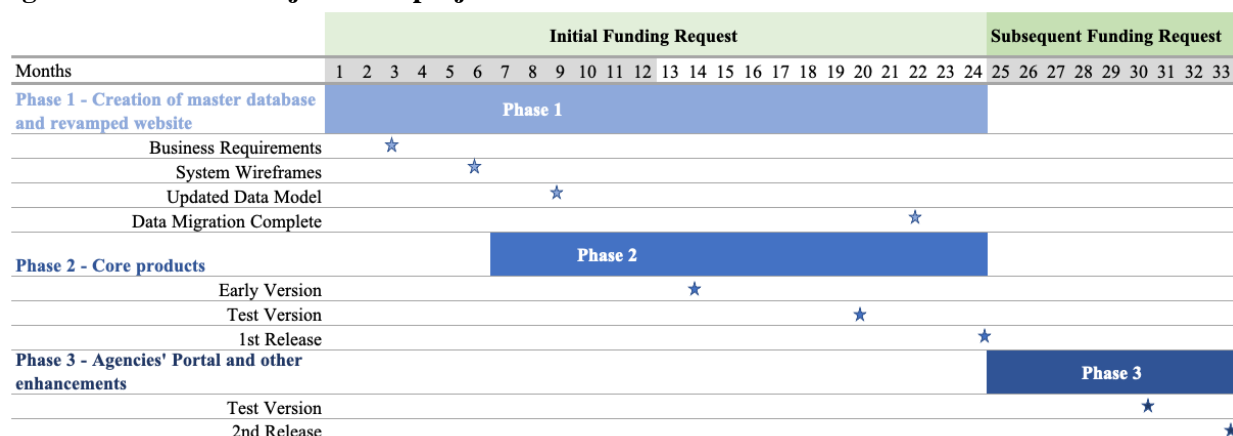 Initial Funding Request Subsequent Funding Request
Months 1 2 3 4 5 6 7 8 9 10 11 12 13 14 15 16 17 18 19 20 21 22 23 24 25 26 27 28 29 30 31 32 33
Phase 1 - Creation of master database
and revamped website
Phase 1
Business Requirements
System Wireframes
Updated Data Model
Data Migration Complete
Phase 2 - Core products
Phase 2
Early Version
Test Version
1st Release
Phase 3 - Agencies' Portal and other
enhancements
Phase 3
Test Version
2nd Release